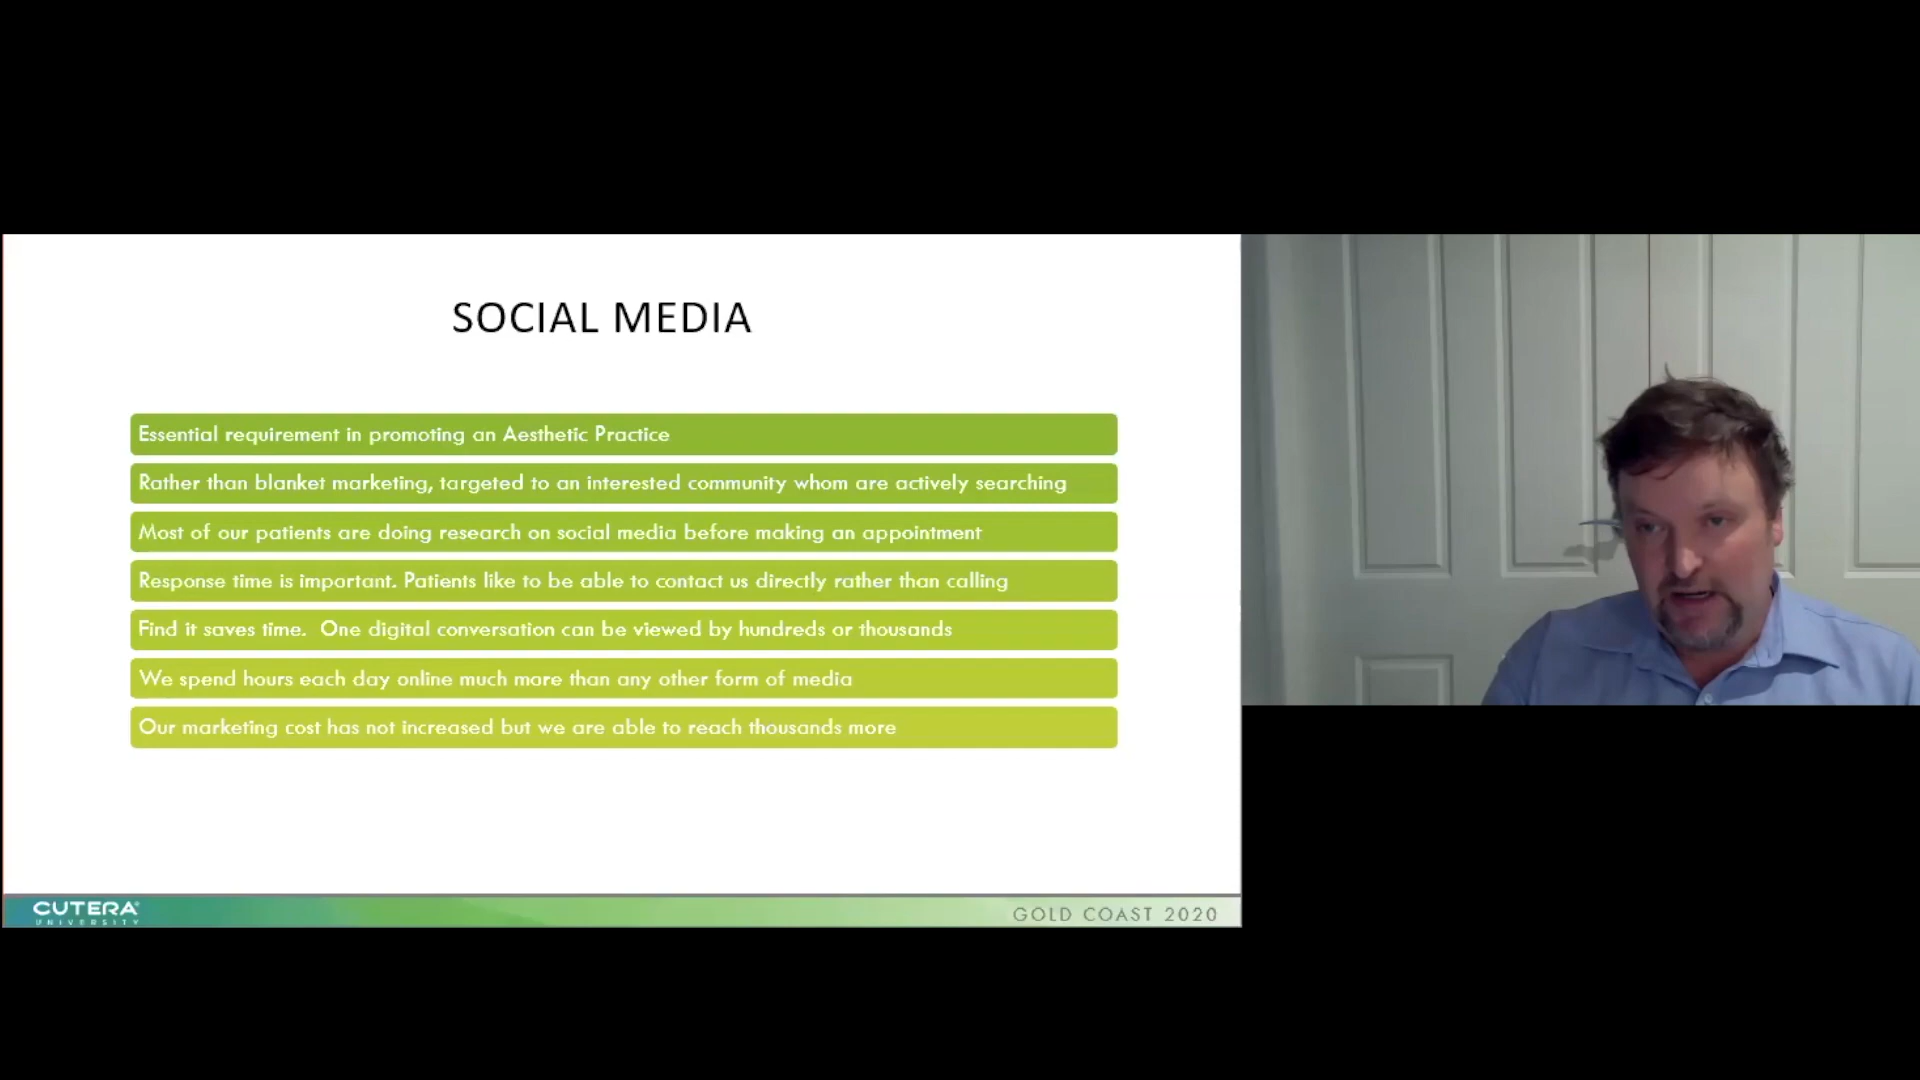 SOCIAL MEDIA
Essential requirement in promoting an Aesthetic Practice
Rather than blanket marketing, targeted to an interested community whom are actively searching
Most of our patients are doing research on social media before making an appointment
Response time is important. Patients like to be able to contact us directly rather than calling
Find it saves time.  One digital conversation can be viewed by hundreds or thousands
We spend hours each day online much more than any other form of media
Our marketing cost has not increased but we are able to reach thousands more
CUTERA®
UNIVERSITY
GOLD COAST 2020